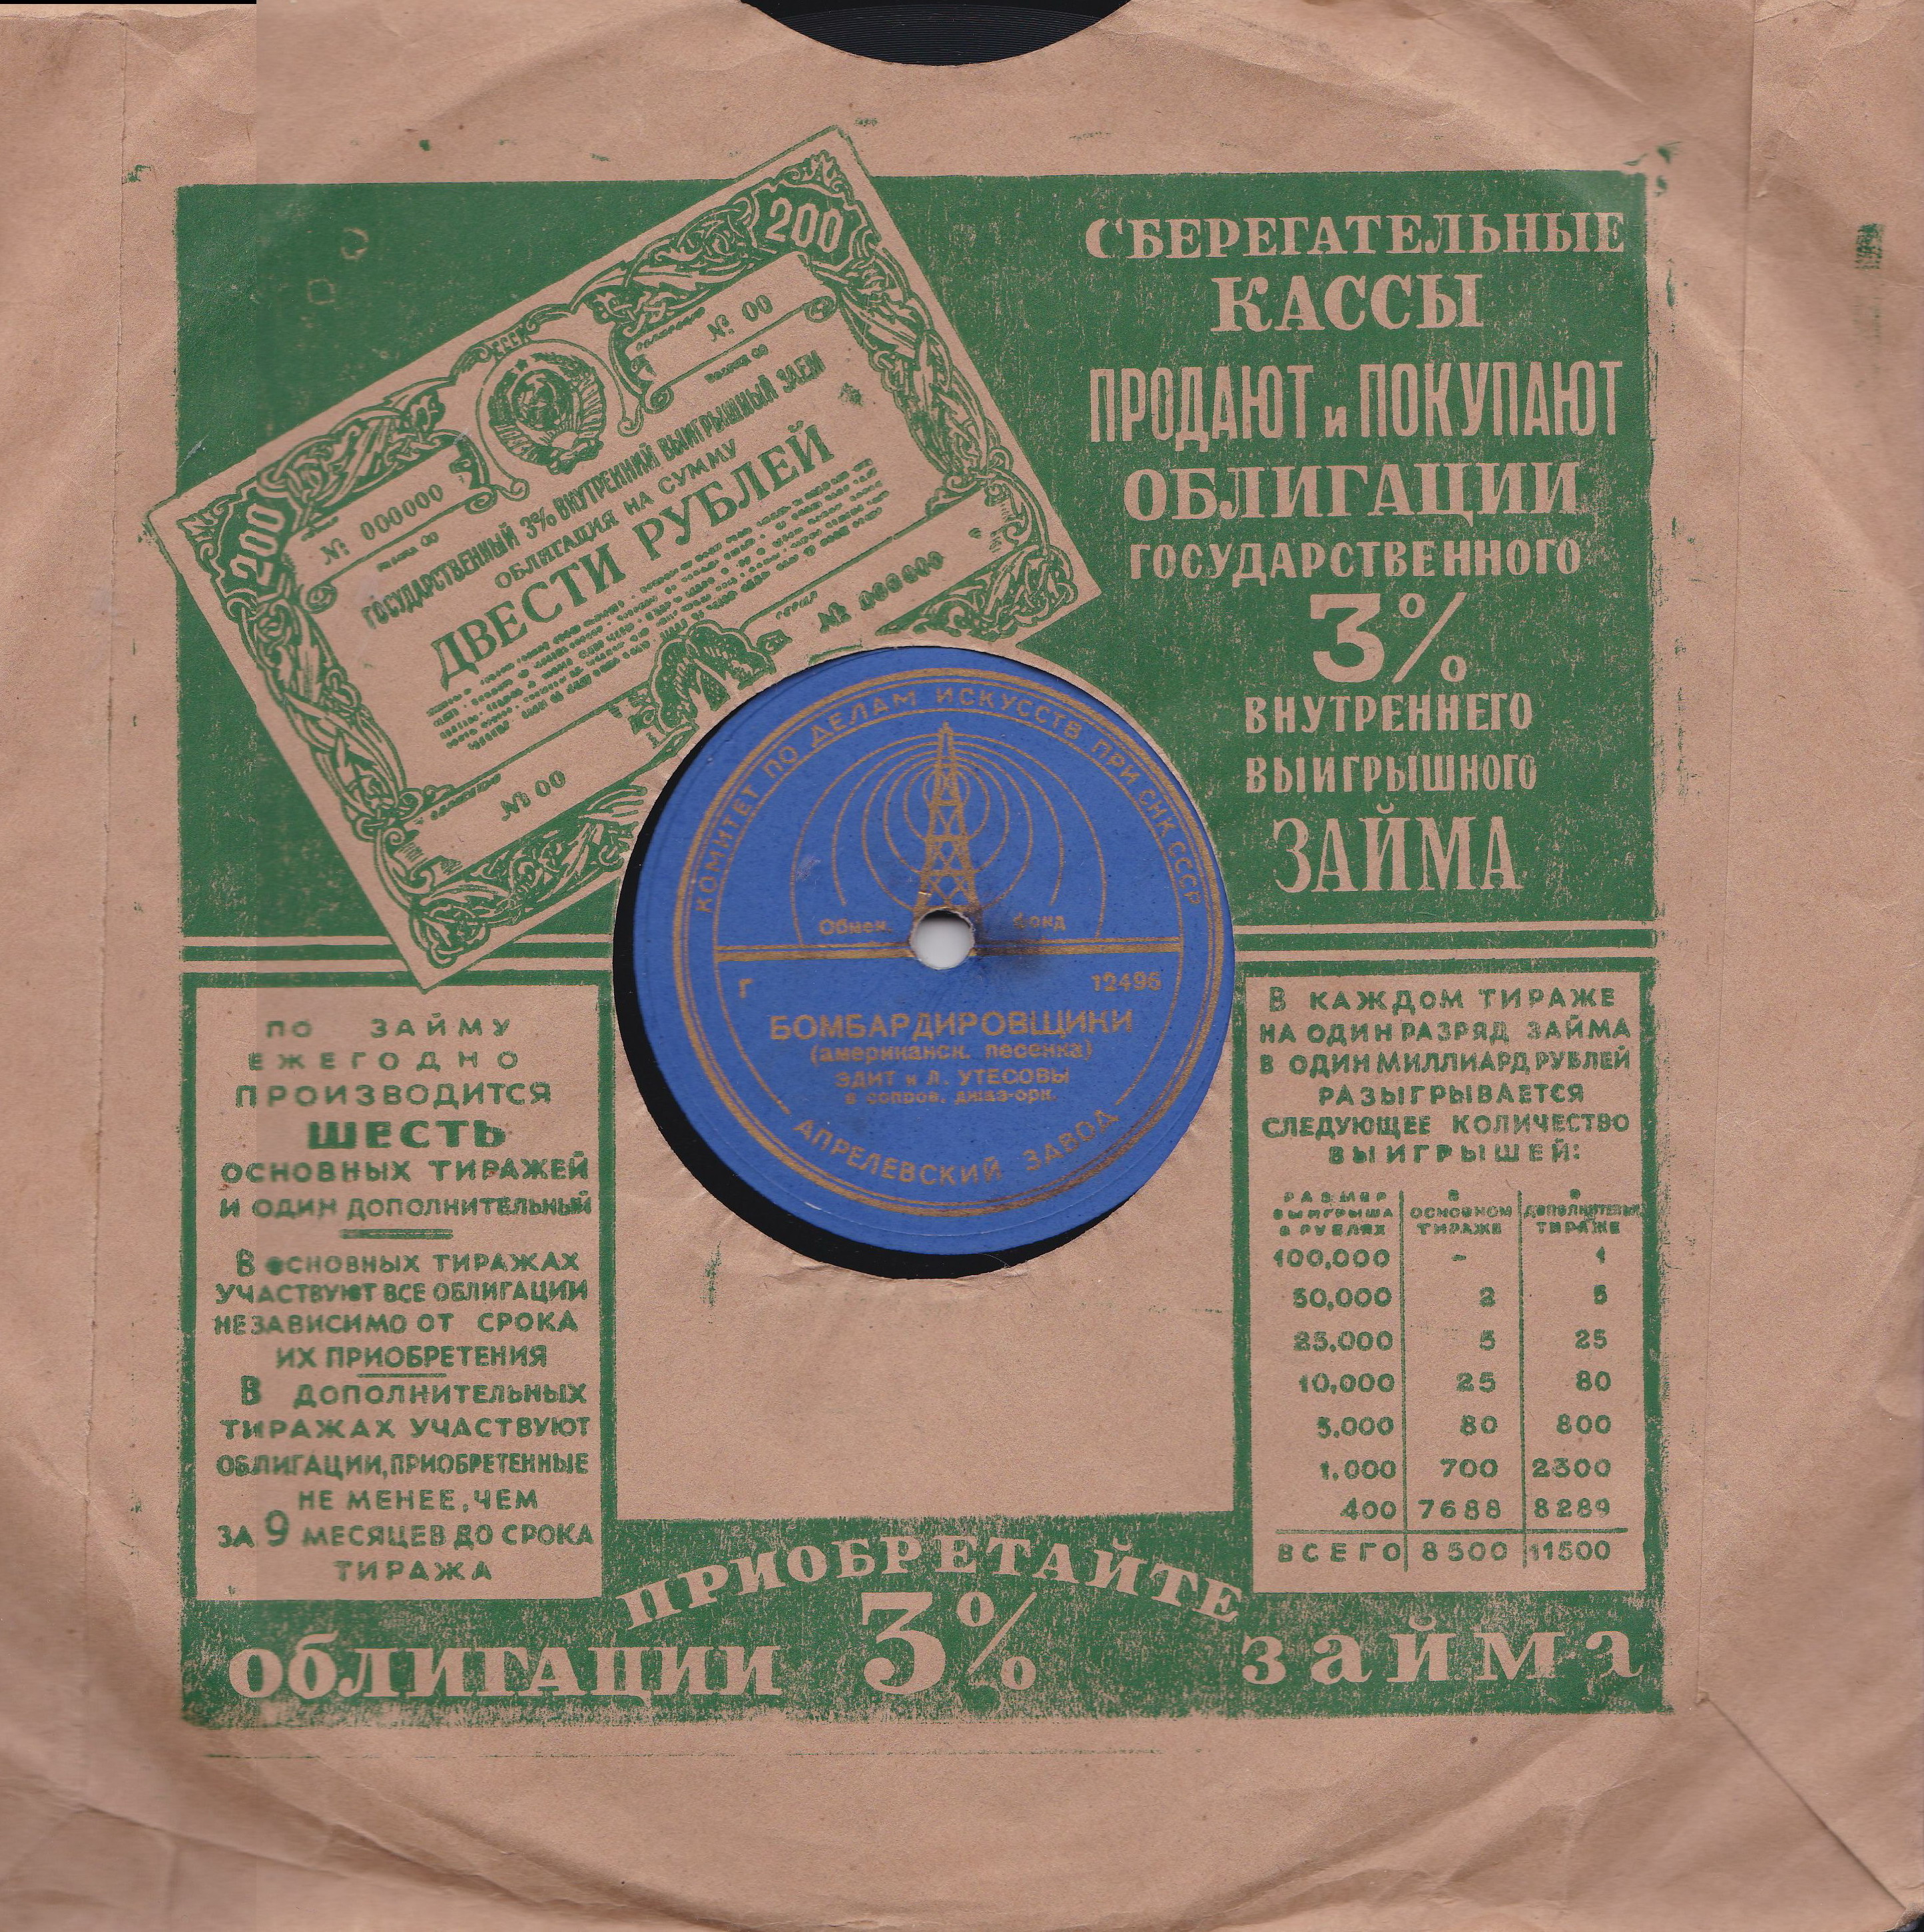 200
№ 00
СССР
ГОСУДАРСТВЕННЫЙ 3% ВНУТРЕННИЙ ВЫИГРЫШНЫЙ ЗАЕМ
ОБЛИГАЦИЯ НА СУММУ
ДВЕСТИ РУБЛЕЙ
200
№ 000000
№ 000000
№ 00
СБЕРЕГАТЕЛЬНЫЕ
КАССЫ
ПРОДАЮТ и ПОКУПАЮТ
ОБЛИГАЦИИ
ГОСУДАРСТВЕННОГО
3%
ВНУТРЕННЕГО
ВЫИГРЫШНОГО
ЗАЙМА
КОМИТЕТ ПО ДЕЛАМ ИСКУССТВ ПРИ СНК СССР
Обмен. Фонд
Г 12495
БОМБАРДИРОВЩИКИ
(американск. песенка)
ЭДИТ и Л. УТЕСОВЫ
в сопров. джаз-орк.
АПРЕЛЕВСКИЙ ЗАВОД
ПО ЗАЙМУ
ЕЖЕГОДНО
ПРОИЗВОДИТСЯ
ШЕСТЬ
ОСНОВНЫХ ТИРАЖЕЙ
И ОДИН ДОПОЛНИТЕЛЬНЫЙ
В ОСНОВНЫХ ТИРАЖАХ
УЧАСТВУЮТ ВСЕ ОБЛИГАЦИИ
НЕЗАВИСИМО ОТ СРОКА
ИХ ПРИОБРЕТЕНИЯ
В ДОПОЛНИТЕЛЬНЫХ
ТИРАЖАХ УЧАСТВУЮТ
ОБЛИГАЦИИ, ПРИОБРЕТЕННЫЕ
НЕ МЕНЕЕ, ЧЕМ
ЗА 9 МЕСЯЦЕВ ДО СРОКА
ТИРАЖА
В КАЖДОМ ТИРАЖЕ
НА ОДИН РАЗРЯД ЗАЙМА
В ОДИН МИЛЛИАРД РУБЛЕЙ
РАЗЫГРЫВАЕТСЯ
СЛЕДУЮЩЕЕ КОЛИЧЕСТВО
ВЫИГРЫШЕЙ:
РАЗМЕР В В
ВЫИГРЫША ОСНОВНОМ ДОПОЛНИТЕЛЬН.
В РУБЛЯХ ТИРАЖЕ ТИРАЖЕ
100,000 - 1
50,000 2 5
25,000 5 25
10,000 25 80
5,000 80 800
1,000 700 2300
400 7688 8289
ВСЕГО 8500 11500
ПРИОБРЕТАЙТЕ
ОБЛИГАЦИИ 3% займа